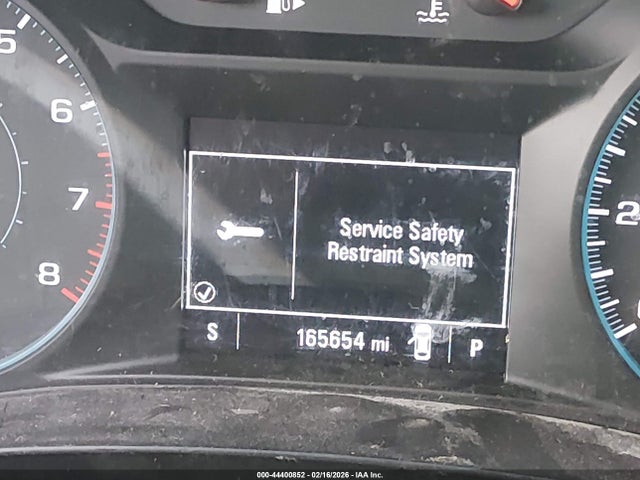 5
6
7
8
2
Service Safety
Restraint System
S
165654 mi
P
000-44400852 - 02/16/2026 - IAA Inc.